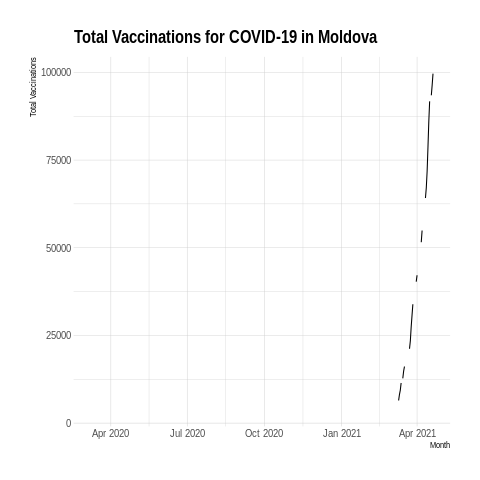 Total Vaccinations for COVID-19 in Moldova
Total Vaccinations
100000
75000
50000
25000
0
Apr 2020 Jul 2020 Oct 2020 Jan 2021 Apr 2021
Month